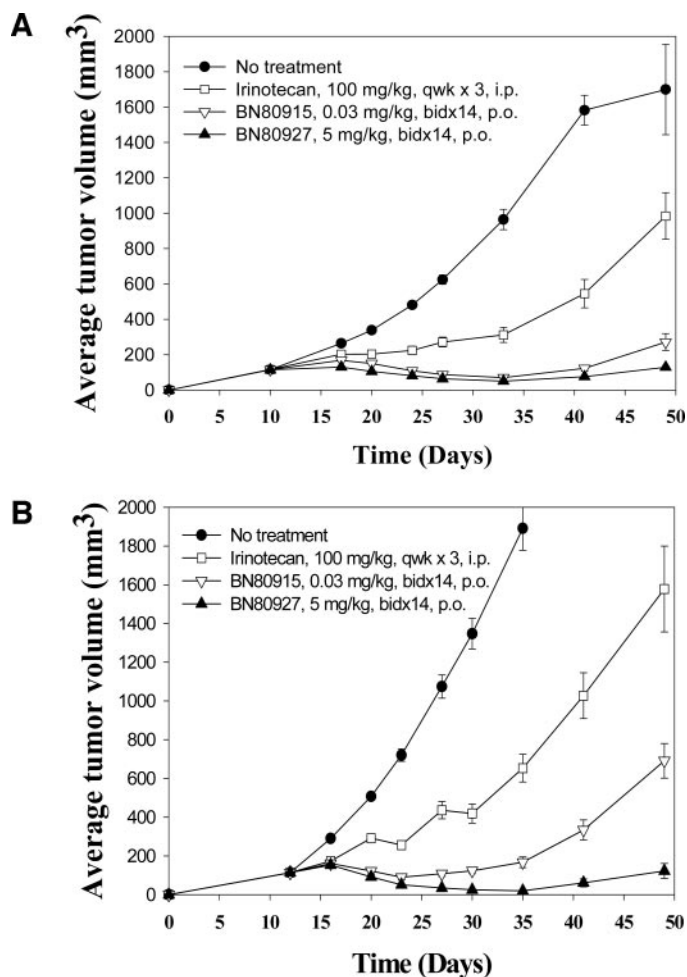 A
Average tumor volume (mm³)
2000
1800
1600
1400
1200
1000
800
600
400
200
0
No treatment
Irinotecan, 100 mg/kg, qwk x 3, i.p.
BN80915, 0.03 mg/kg, bidx14, p.o.
BN80927, 5 mg/kg, bidx14, p.o.
0 5 10 15 20 25 30 35 40 45 50
Time (Days)
B
Average tumor volume (mm³)
2000
1800
1600
1400
1200
1000
800
600
400
200
0
No treatment
Irinotecan, 100 mg/kg, qwk x 3, i.p.
BN80915, 0.03 mg/kg, bidx14, p.o.
BN80927, 5 mg/kg, bidx14, p.o.
0 5 10 15 20 25 30 35 40 45 50
Time (Days)